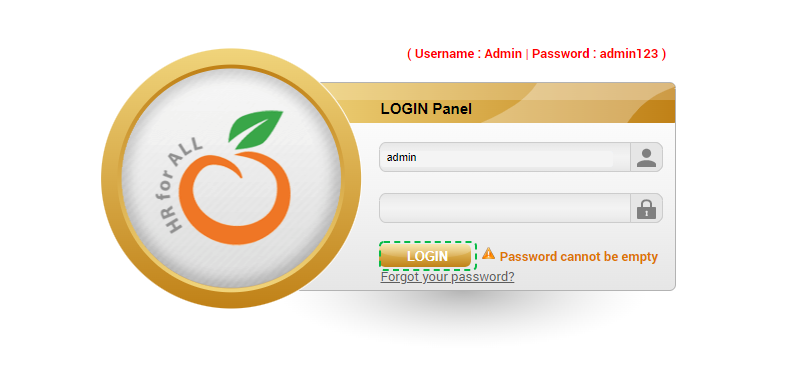 ( Username : Admin | Password : admin123 )
HR for ALL
LOGIN Panel
admin
LOGIN
Password cannot be empty
Forgot your password?